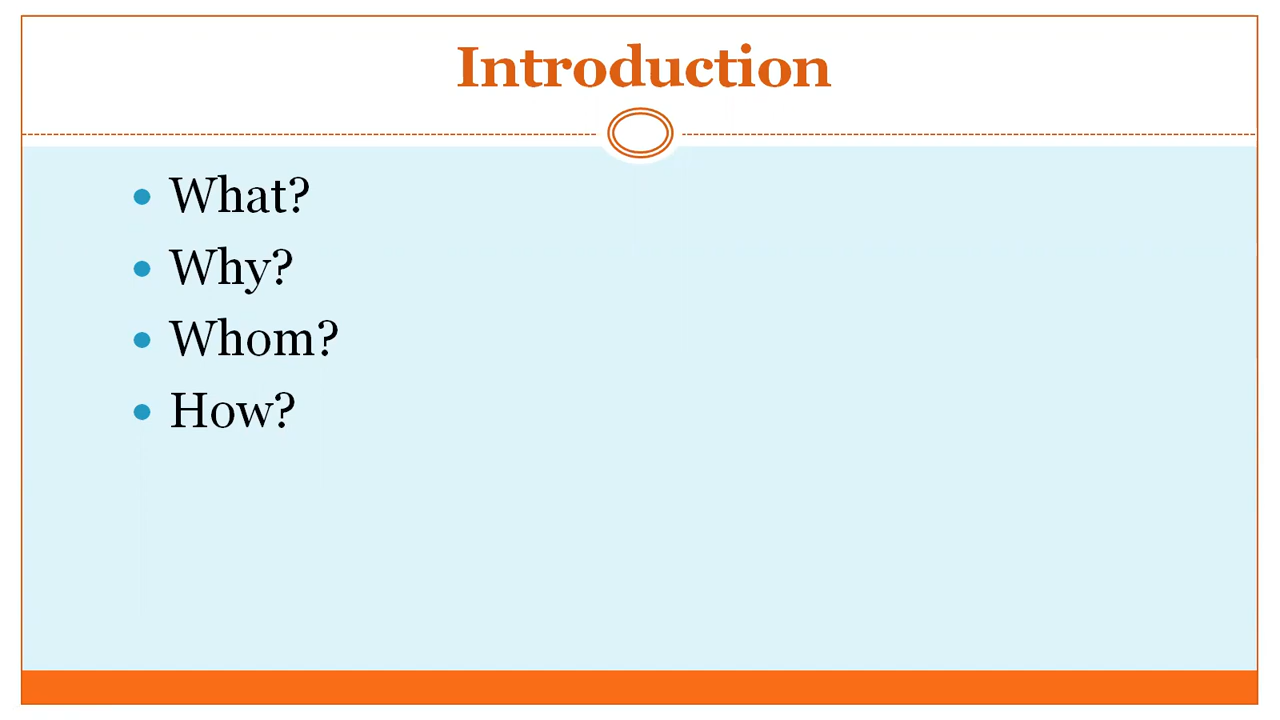 Introduction
• What?
• Why?
• Whom?
• How?